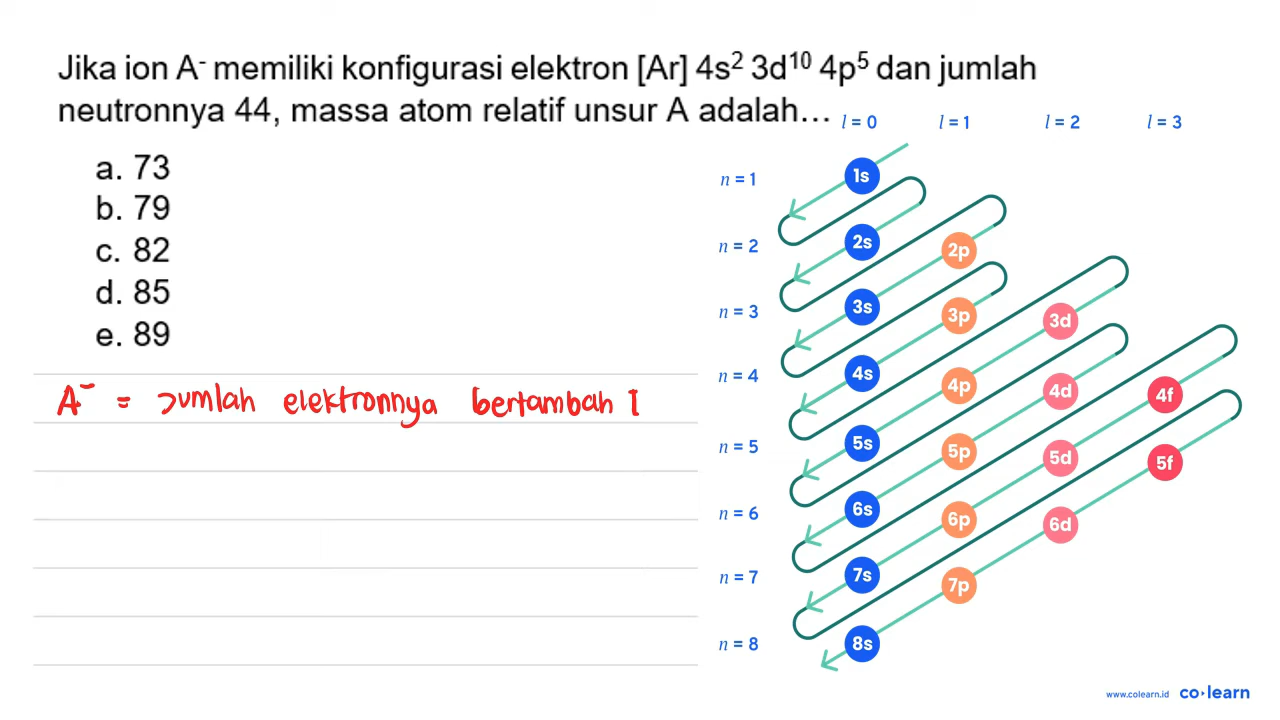 Jika ion A⁻ memiliki konfigurasi elektron [Ar] 4s² 3d¹⁰ 4p⁵ dan jumlah
neutronnya 44, massa atom relatif unsur A adalah...
a. 73
b. 79
c. 82
d. 85
e. 89
A⁻ = Jumlah elektronnya bertambah 1
l = 0 l = 1 l = 2 l = 3
n = 1 1s
n = 2 2s 2p
n = 3 3s 3p 3d
n = 4 4s 4p 4d 4f
n = 5 5s 5p 5d 5f
n = 6 6s 6p 6d
n = 7 7s 7p
n = 8 8s
www.colearn.id co learn